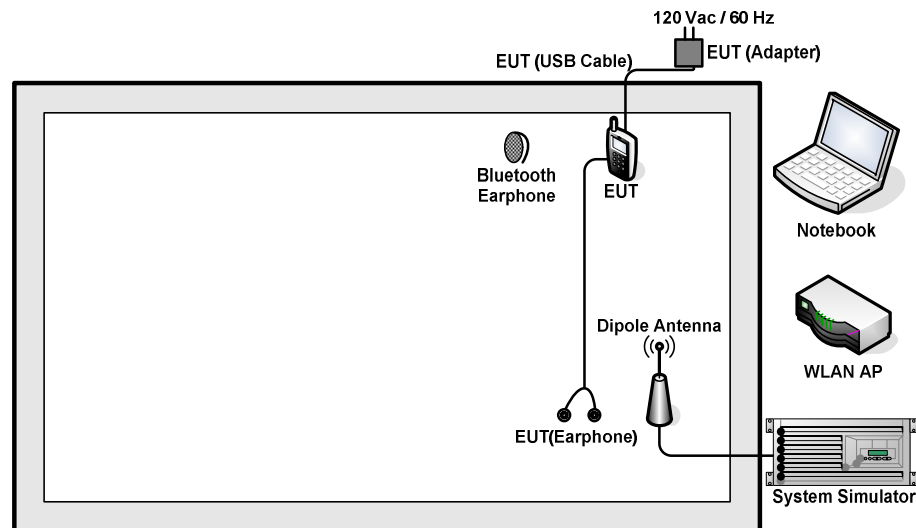 120 Vac / 60 Hz
EUT (USB Cable)
EUT (Adapter)
Bluetooth
Earphone
EUT
Notebook
Dipole Antenna
WLAN AP
EUT(Earphone)
System Simulator